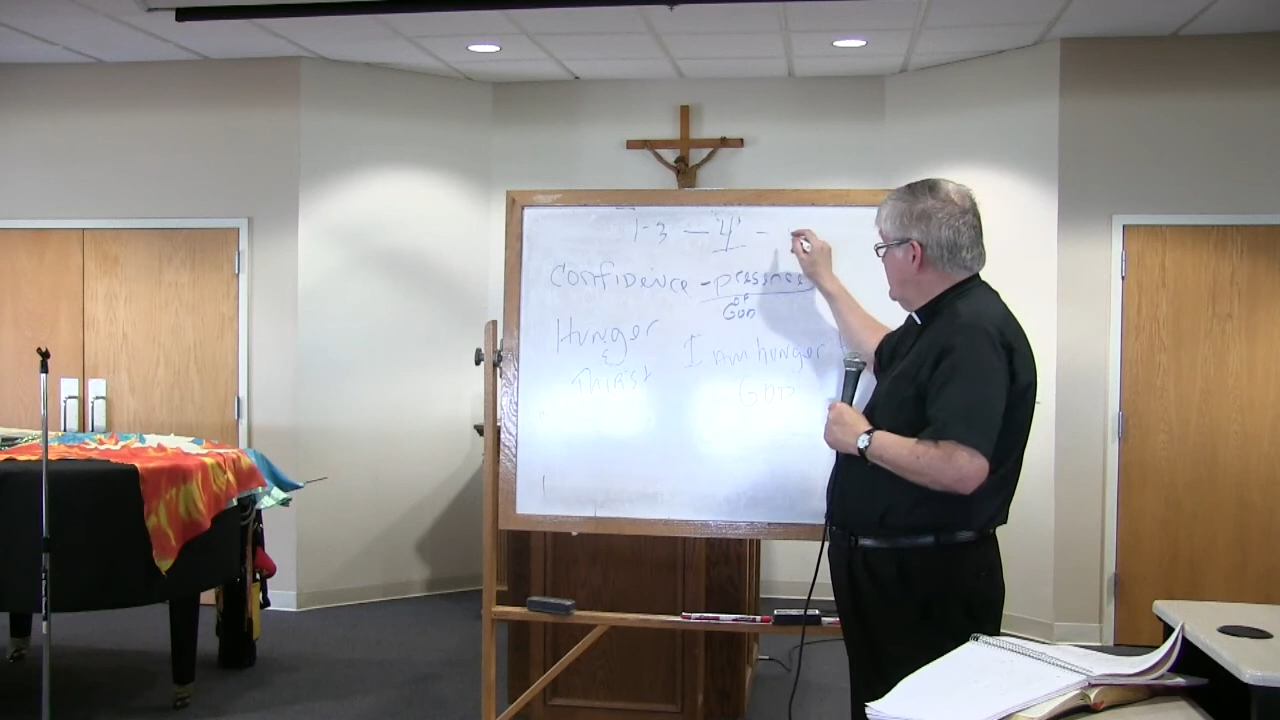 1-3 — "4" -
CONFIDENCE - presence
OF
GOD
HUNGER
&
THIRST
I am hunger
GOD